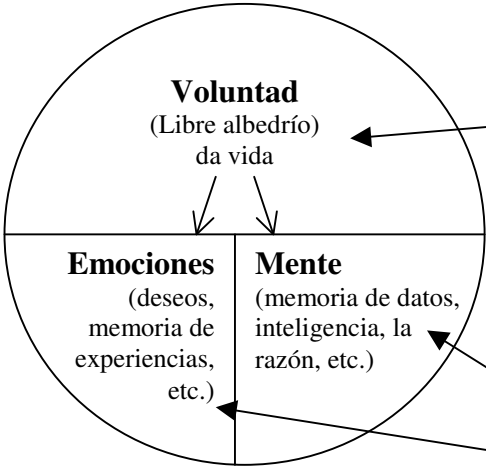 Voluntad
(Libre albedrío)
da vida
Emociones
(deseos,
memoria de
experiencias,
etc.)
Mente
(memoria de datos,
inteligencia, la
razón, etc.)